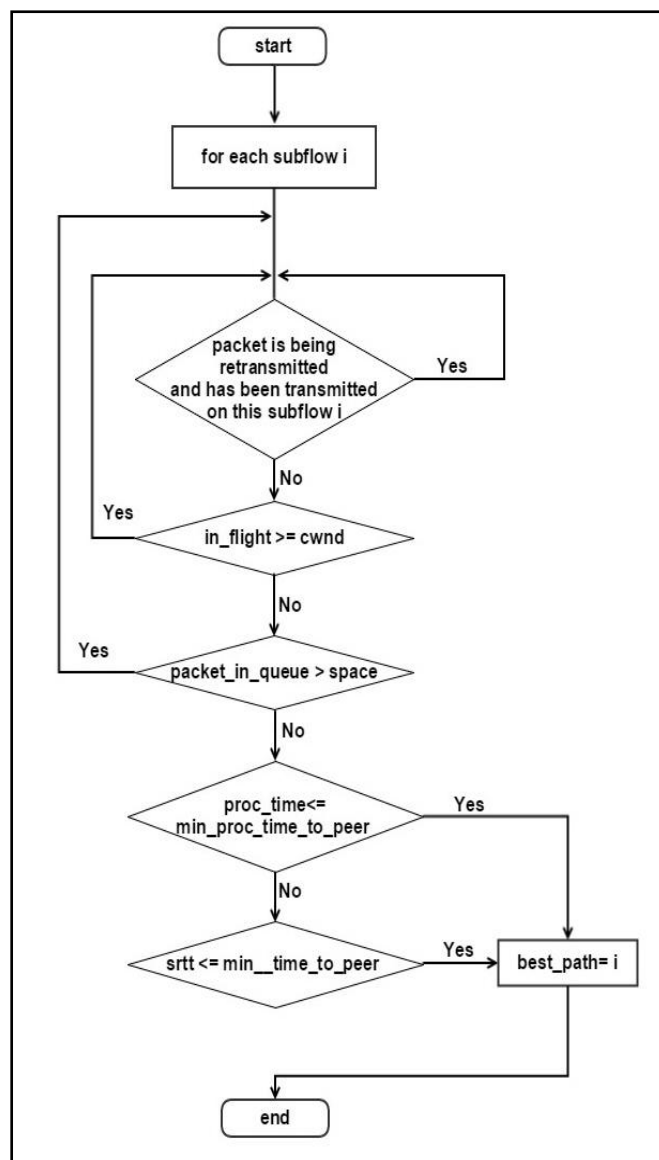 start
for each subflow i
packet is being
retransmitted
and has been transmitted
on this subflow i
Yes
No
Yes
in_flight >= cwnd
No
Yes
packet_in_queue > space
No
proc_time<=
min_proc_time_to_peer
Yes
No
srtt <= min__time_to_peer
Yes
best_path= i
end